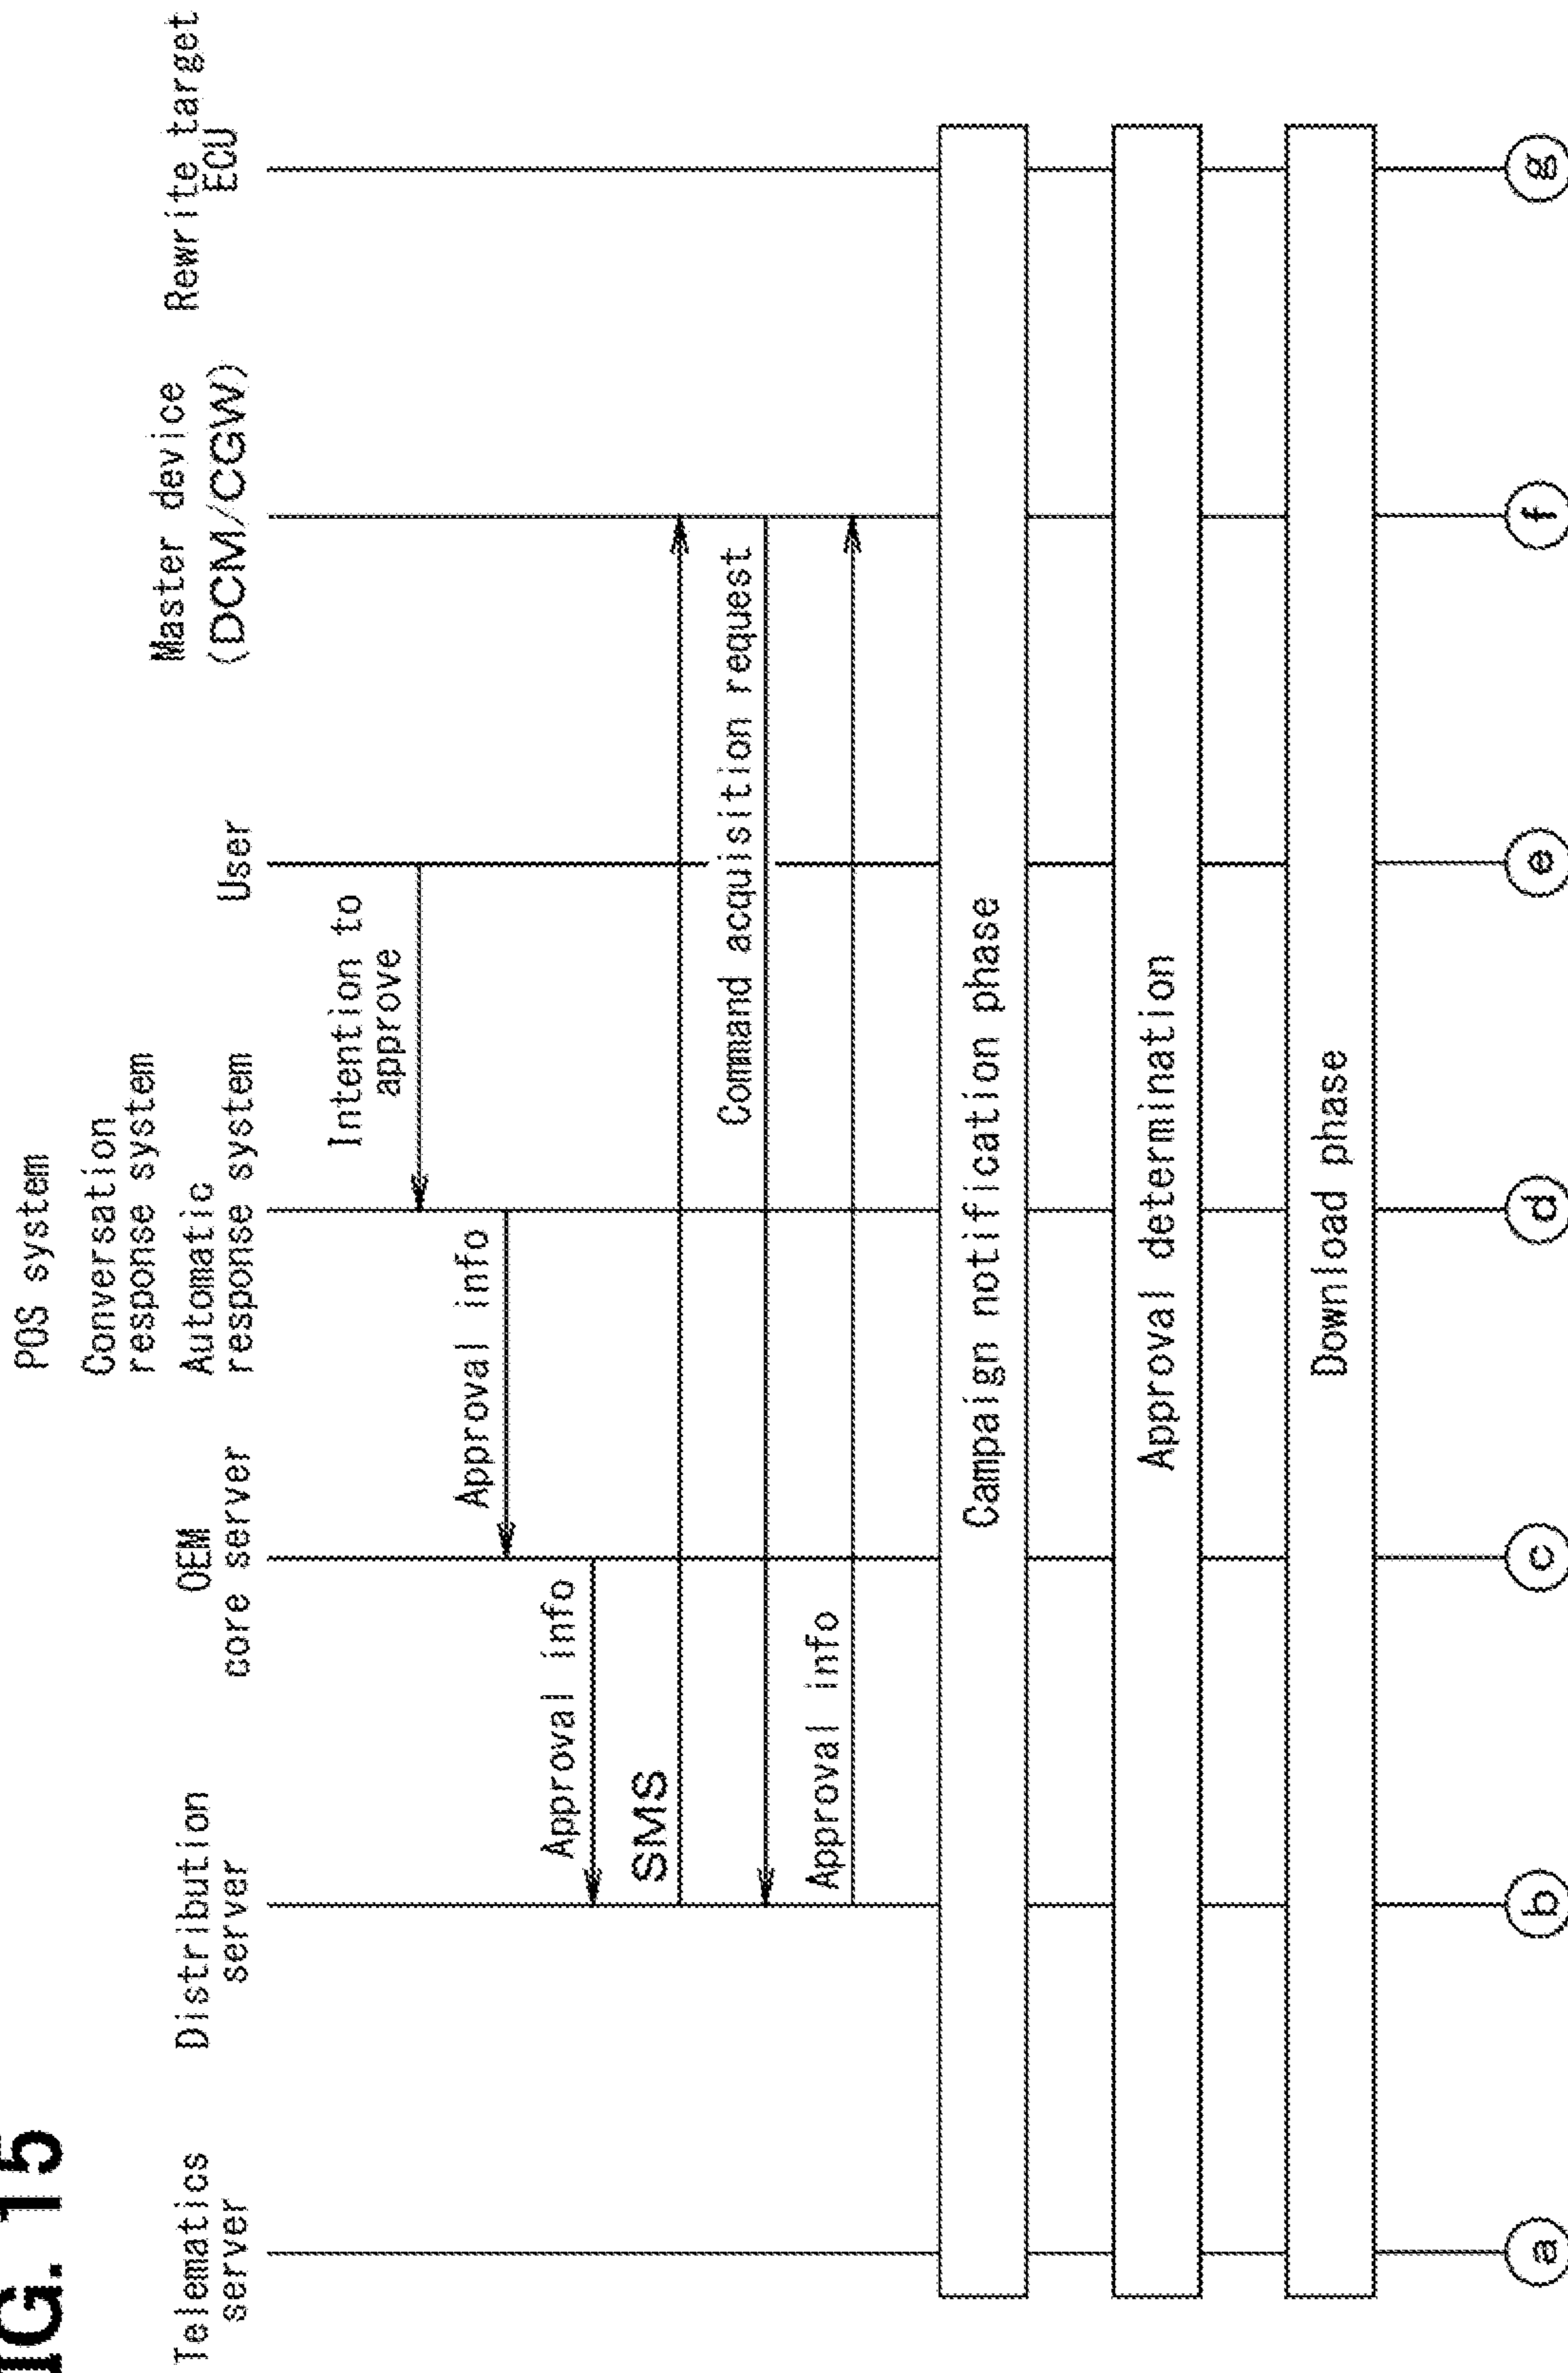 IG. 15
POS system
Conversation
response system
Automatic
response system
Telematics
server
Distribution
server
OEM
core server
User
Master device
(DCM/CGW)
Rewrite target
ECU
Intention to
approve
Approval info
Approval info
SMS
Command acquisition request
Approval info
Campaign notification phase
Approval determination
Download phase
a
b
c
d
e
f
g